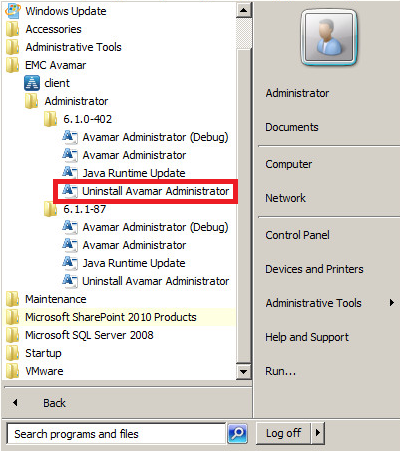 Windows Update
Accessories
Administrative Tools
EMC Avamar
client
Administrator
6.1.0-402
Avamar Administrator (Debug)
Avamar Administrator
Java Runtime Update
Uninstall Avamar Administrator
6.1.1-87
Avamar Administrator (Debug)
Avamar Administrator
Java Runtime Update
Uninstall Avamar Administrator
Maintenance
Microsoft SharePoint 2010 Products
Microsoft SQL Server 2008
Startup
VMware
Back
Search programs and files
Administrator
Documents
Computer
Network
Control Panel
Devices and Printers
Administrative Tools
Help and Support
Run...
Log off